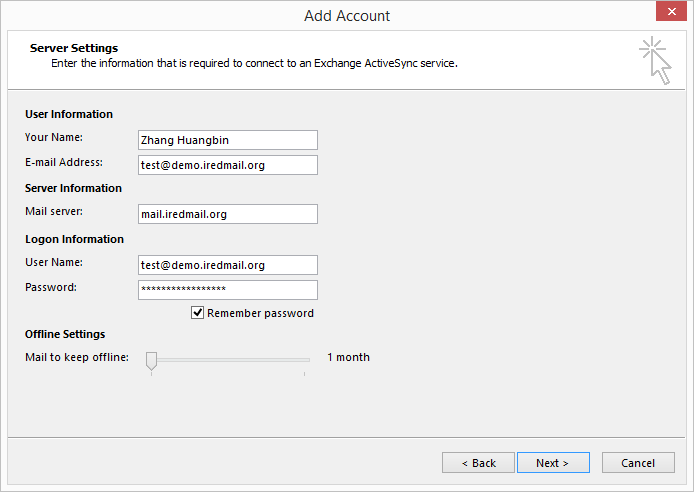 Add Account
Server Settings
Enter the information that is required to connect to an Exchange ActiveSync service.
User Information
Your Name: Zhang Huangbin
E-mail Address: test@demo.iredmail.org
Server Information
Mail server: mail.iredmail.org
Logon Information
User Name: test@demo.iredmail.org
Password: *****************
Remember password
Offline Settings
Mail to keep offline: 1 month
< Back Next > Cancel